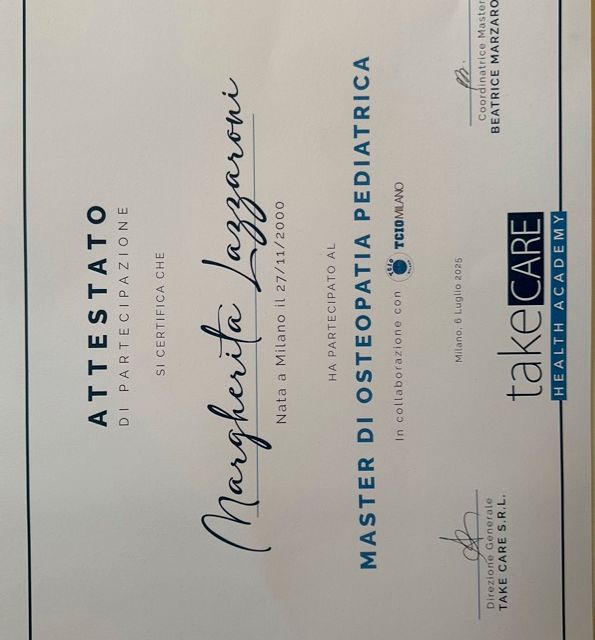 ATTESTATO
DI PARTECIPAZIONE
SI CERTIFICA CHE
Margherita Lazzaroni
Nata a Milano il 27/11/2000
HA PARTECIPATO AL
MASTER DI OSTEOPATIA PEDIATRICA
In collaborazione con TCIO MILANO
Milano, 6 Luglio 2025
Direzione Generale
TAKE CARE S.R.L.
take CARE
HEALTH ACADEMY
Coordinatrice Master
BEATRICE MARZARO